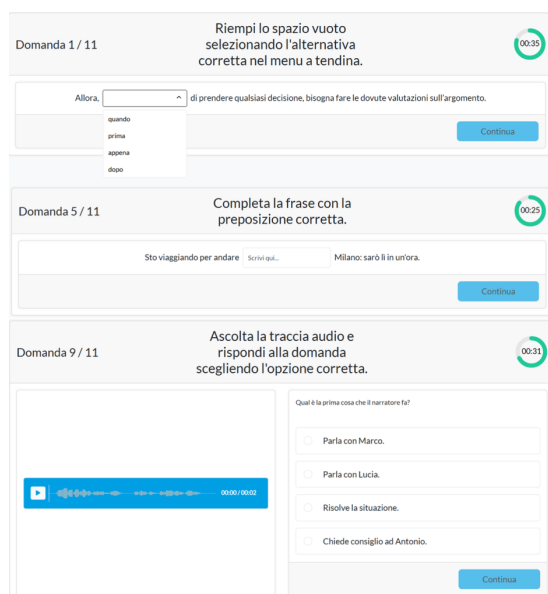 Domanda 1 / 11
Riempi lo spazio vuoto
selezionando l'alternativa
corretta nel menu a tendina.
00:35
Allora, di prendere qualsiasi decisione, bisogna fare le dovute valutazioni sull'argomento.
quando
prima
appena
dopo
Continua
Domanda 5 / 11
Completa la frase con la
preposizione corretta.
00:25
Sto viaggiando per andare Scrivi qui... Milano: sarò lì in un'ora.
Continua
Domanda 9 / 11
Ascolta la traccia audio e
rispondi alla domanda
scegliendo l'opzione corretta.
00:31
00:00 / 00:02
Qual è la prima cosa che il narratore fa?
Parla con Marco.
Parla con Lucia.
Risolve la situazione.
Chiede consiglio ad Antonio.
Continua